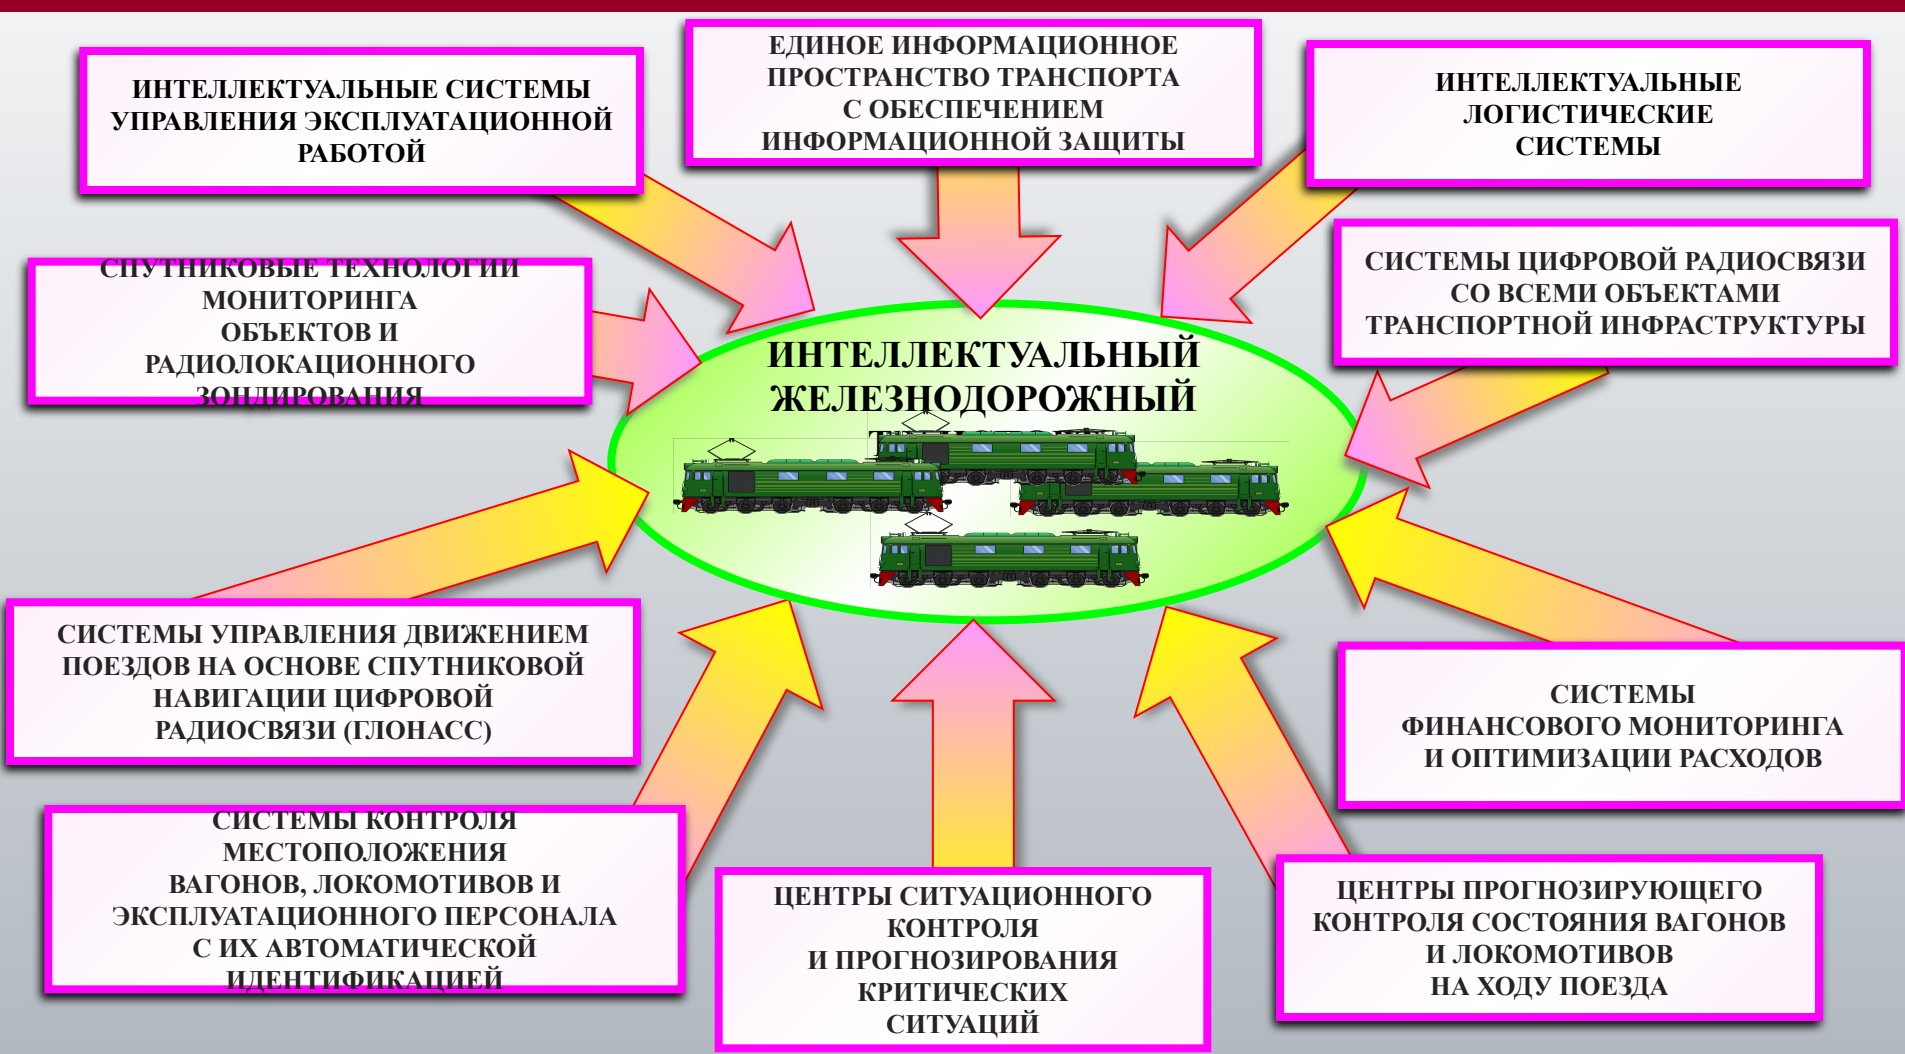 ИНТЕЛЛЕКТУАЛЬНЫЕ СИСТЕМЫ
УПРАВЛЕНИЯ ЭКСПЛУАТАЦИОННОЙ
РАБОТОЙ
ЕДИНОЕ ИНФОРМАЦИОННОЕ
ПРОСТРАНСТВО ТРАНСПОРТА
С ОБЕСПЕЧЕНИЕМ
ИНФОРМАЦИОННОЙ ЗАЩИТЫ
ИНТЕЛЛЕКТУАЛЬНЫЕ
ЛОГИСТИЧЕСКИЕ
СИСТЕМЫ
СПУТНИКОВЫЕ ТЕХНОЛОГИИ
МОНИТОРИНГА
ОБЪЕКТОВ И
РАДИОЛОКАЦИОННОГО
ЗОНДИРОВАНИЯ
СИСТЕМЫ ЦИФРОВОЙ РАДИОСВЯЗИ
СО ВСЕМИ ОБЪЕКТАМИ
ТРАНСПОРТНОЙ ИНФРАСТРУКТУРЫ
ИНТЕЛЛЕКТУАЛЬНЫЙ
ЖЕЛЕЗНОДОРОЖНЫЙ
СИСТЕМЫ УПРАВЛЕНИЯ ДВИЖЕНИЕМ
ПОЕЗДОВ НА ОСНОВЕ СПУТНИКОВОЙ
НАВИГАЦИИ ЦИФРОВОЙ
РАДИОСВЯЗИ (ГЛОНАСС)
СИСТЕМЫ
ФИНАНСОВОГО МОНИТОРИНГА
И ОПТИМИЗАЦИИ РАСХОДОВ
СИСТЕМЫ КОНТРОЛЯ
МЕСТОПОЛОЖЕНИЯ
ВАГОНОВ, ЛОКОМОТИВОВ И
ЭКСПЛУАТАЦИОННОГО ПЕРСОНАЛА
С ИХ АВТОМАТИЧЕСКОЙ
ИДЕНТИФИКАЦИЕЙ
ЦЕНТРЫ СИТУАЦИОННОГО
КОНТРОЛЯ
И ПРОГНОЗИРОВАНИЯ
КРИТИЧЕСКИХ
СИТУАЦИЙ
ЦЕНТРЫ ПРОГНОЗИРУЮЩЕГО
КОНТРОЛЯ СОСТОЯНИЯ ВАГОНОВ
И ЛОКОМОТИВОВ
НА ХОДУ ПОЕЗДА